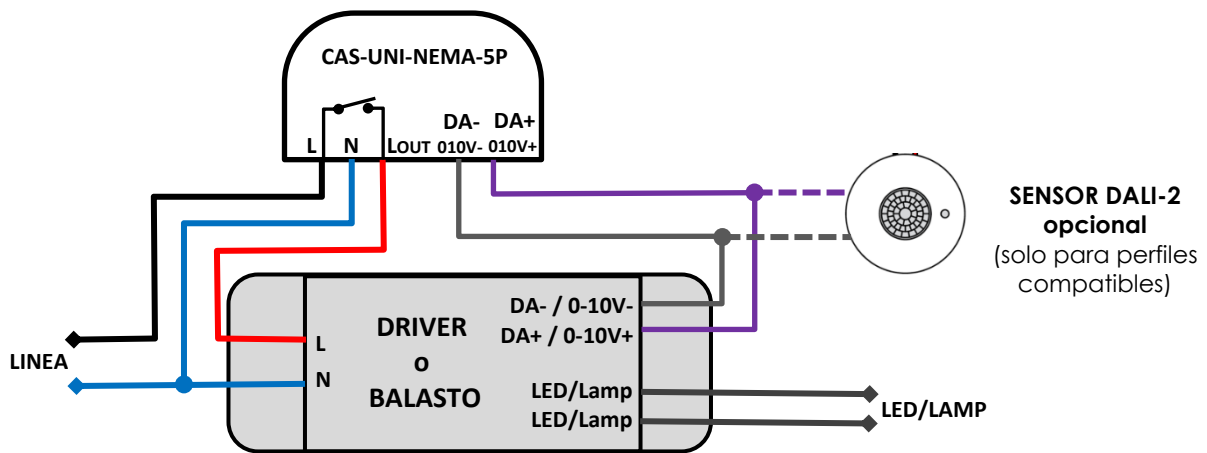 CAS-UNI-NEMA-5P
DA- DA+
L N LOUT 010V- 010V+
SENSOR DALI-2
opcional
(solo para perfiles
compatibles)
DA- / 0-10V-
DA+ / 0-10V+
DRIVER
o
BALASTO
L
N
LINEA
LED/Lamp
LED/Lamp
LED/LAMP